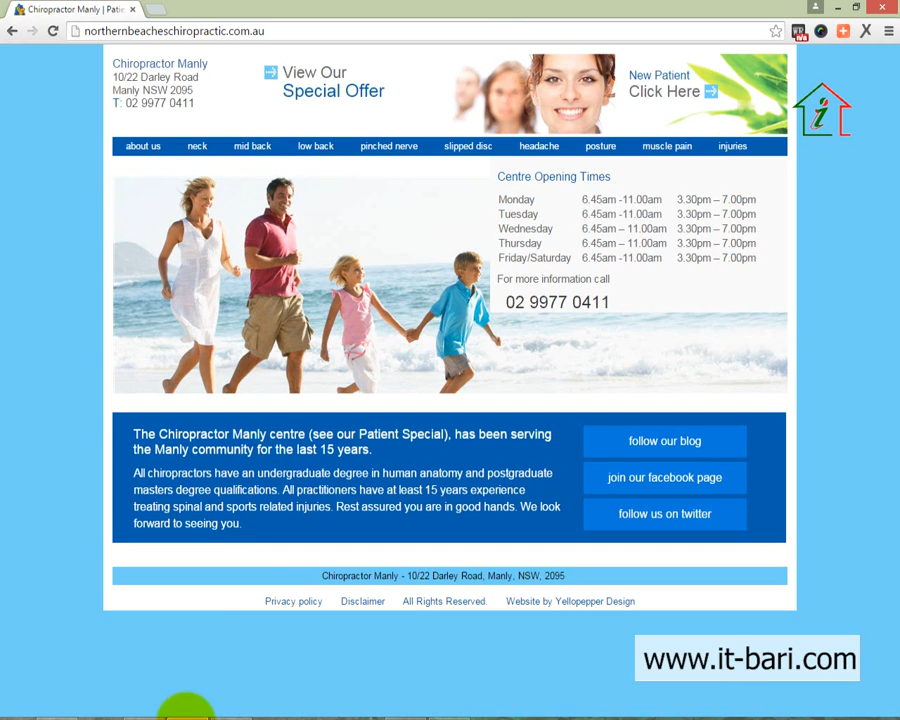 Chiropractor Manly | Patie
northernbeacheschiropractic.com.au
Chiropractor Manly
10/22 Darley Road
Manly NSW 2095
T: 02 9977 0411
View Our
Special Offer
New Patient
Click Here
about us neck mid back low back pinched nerve slipped disc headache posture muscle pain injuries
Centre Opening Times
Monday 6.45am -11.00am 3.30pm – 7.00pm
Tuesday 6.45am -11.00am 3.30pm – 7.00pm
Wednesday 6.45am – 11.00am 3.30pm – 7.00pm
Thursday 6.45am – 11.00am 3.30pm – 7.00pm
Friday/Saturday 6.45am -11.00am 3.30pm – 7.00pm
For more information call
02 9977 0411
The Chiropractor Manly centre (see our Patient Special), has been serving
the Manly community for the last 15 years.
All chiropractors have an undergraduate degree in human anatomy and postgraduate
masters degree qualifications. All practitioners have at least 15 years experience
treating spinal and sports related injuries. Rest assured you are in good hands. We look
forward to seeing you.
follow our blog
join our facebook page
follow us on twitter
Chiropractor Manly - 10/22 Darley Road, Manly, NSW, 2095
Privacy policy Disclaimer All Rights Reserved. Website by Yellopepper Design
www.it-bari.com